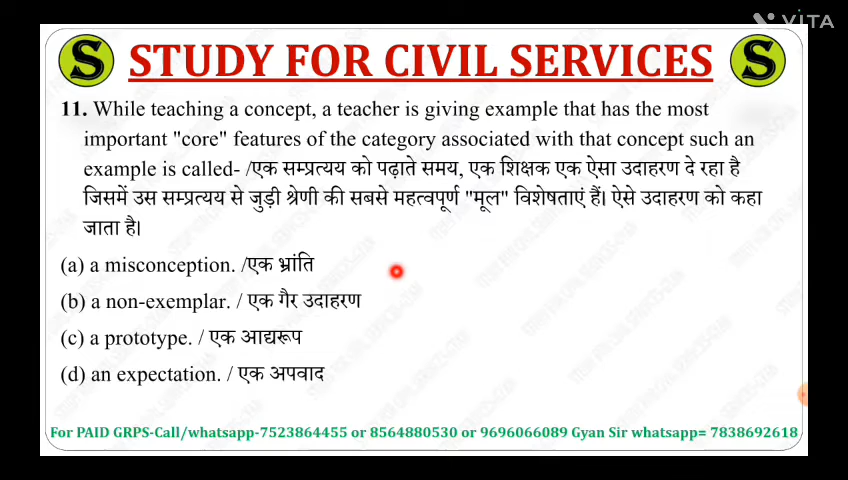 VITA
S STUDY FOR CIVIL SERVICES S
11. While teaching a concept, a teacher is giving example that has the most
important "core" features of the category associated with that concept such an
example is called- /एक सम्प्रत्यय को पढ़ाते समय, एक शिक्षक एक ऐसा उदाहरण दे रहा है
जिसमें उस सम्प्रत्यय से जुड़ी श्रेणी की सबसे महत्वपूर्ण "मूल" विशेषताएं हैं। ऐसे उदाहरण को कहा
जाता है।
(a) a misconception. /एक भ्रांति
(b) a non-exemplar. / एक गैर उदाहरण
(c) a prototype. / एक आद्यरूप
(d) an expectation. / एक अपवाद
For PAID GRPS-Call/whatsapp-7523864455 or 8564880530 or 9696066089 Gyan Sir whatsapp= 7838692618